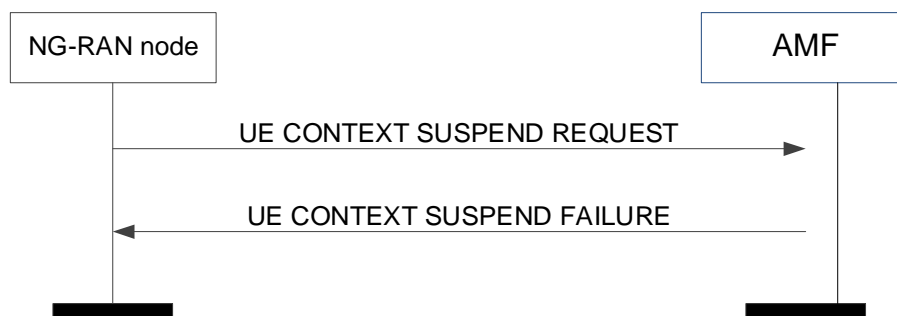 NG-RAN node
AMF
UE CONTEXT SUSPEND REQUEST
UE CONTEXT SUSPEND FAILURE